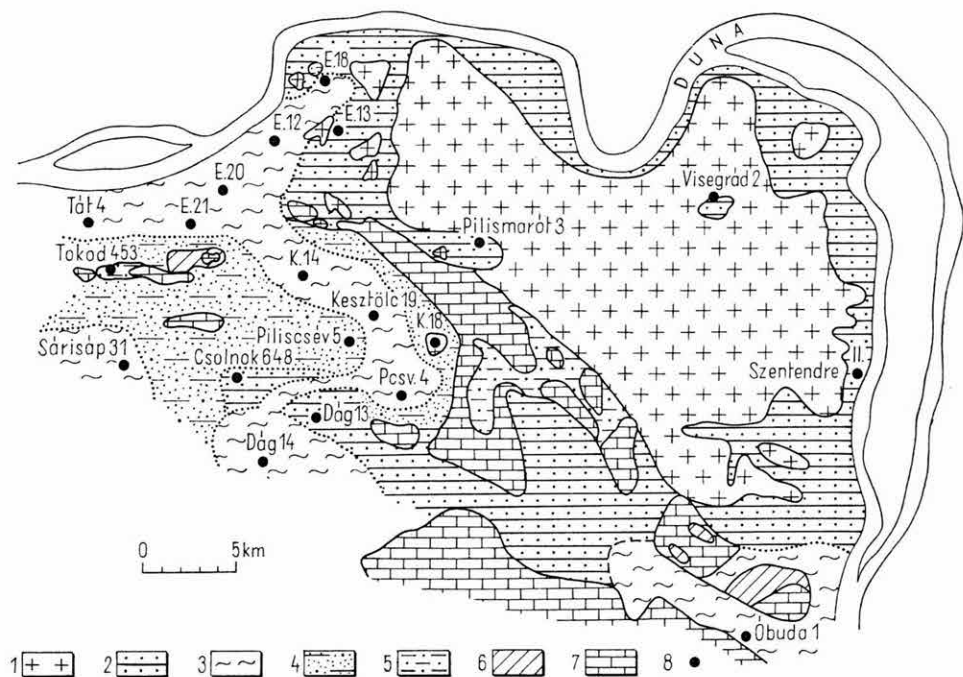 DUNA
E.18
E.13
E.12
E.20
Visegrád 2
Tát 4
E.21
Pilismarót 3
Tokod 453
K.14
Kesztölc 19
Piliscsév 5
K.18
Sárisáp 31
Csolnok 648
II.
Szentendre
Pcsv. 4
Dág 13
Dág 14
0 5km
Óbuda 1
1 2 3 4 5 6 7 8